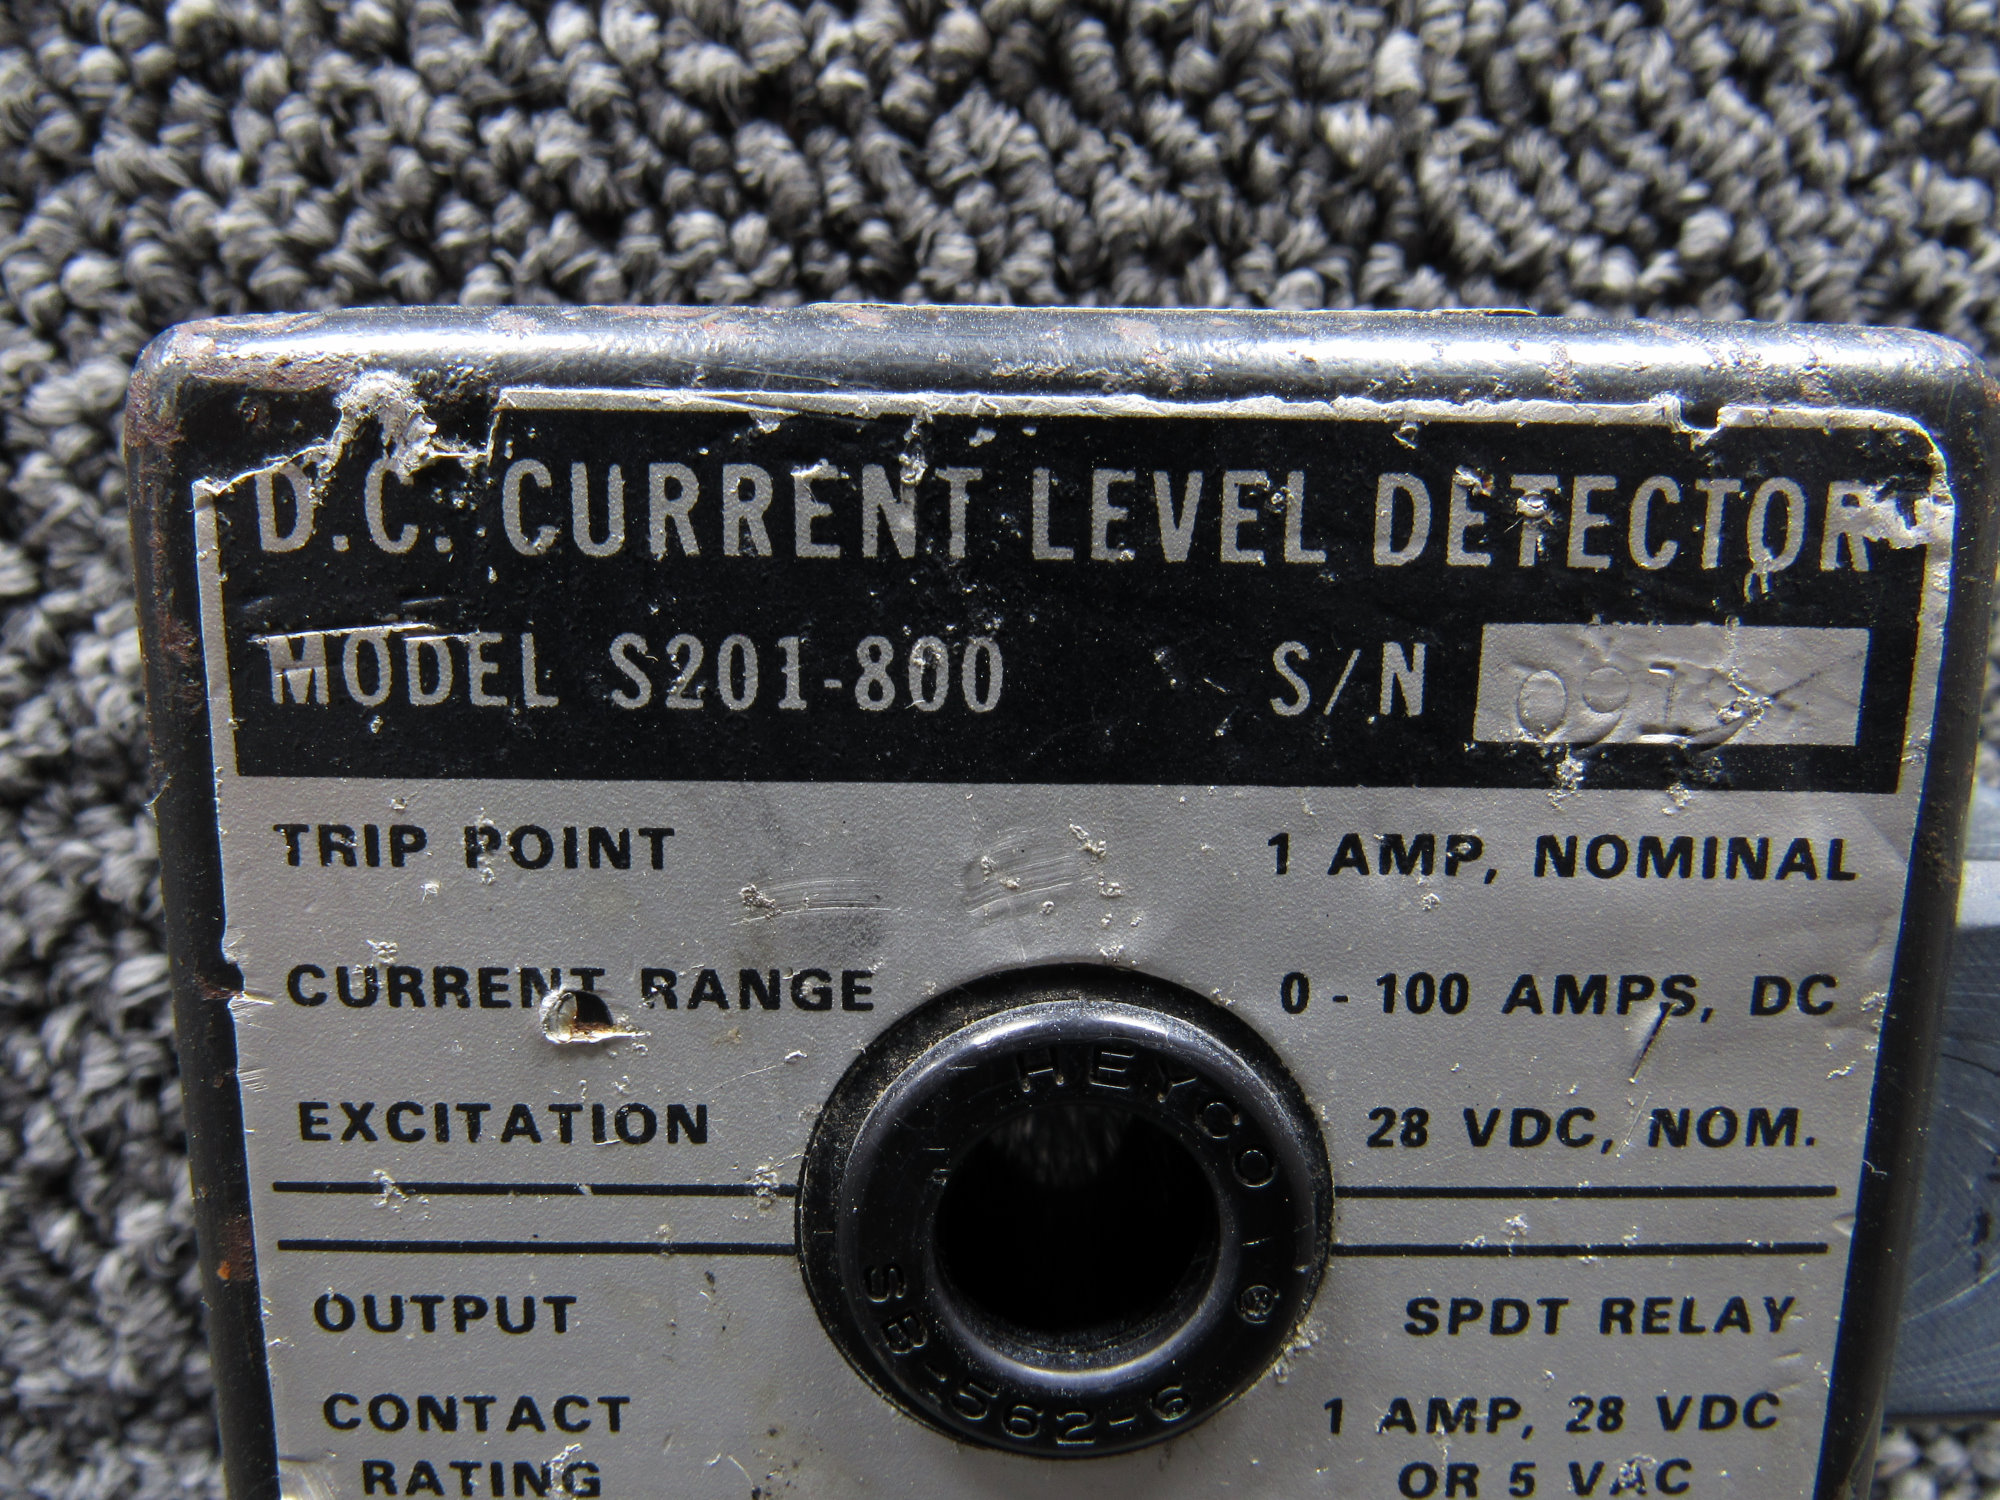 D.C. CURRENT LEVEL DETECTOR
MODEL S201-800 S/N
TRIP POINT 1 AMP, NOMINAL
CURRENT RANGE 0 - 100 AMPS, DC
EXCITATION 28 VDC, NOM.
HEYCO ®
SB-562-6
OUTPUT SPDT RELAY
CONTACT 1 AMP, 28 VDC
RATING OR 5 VAC